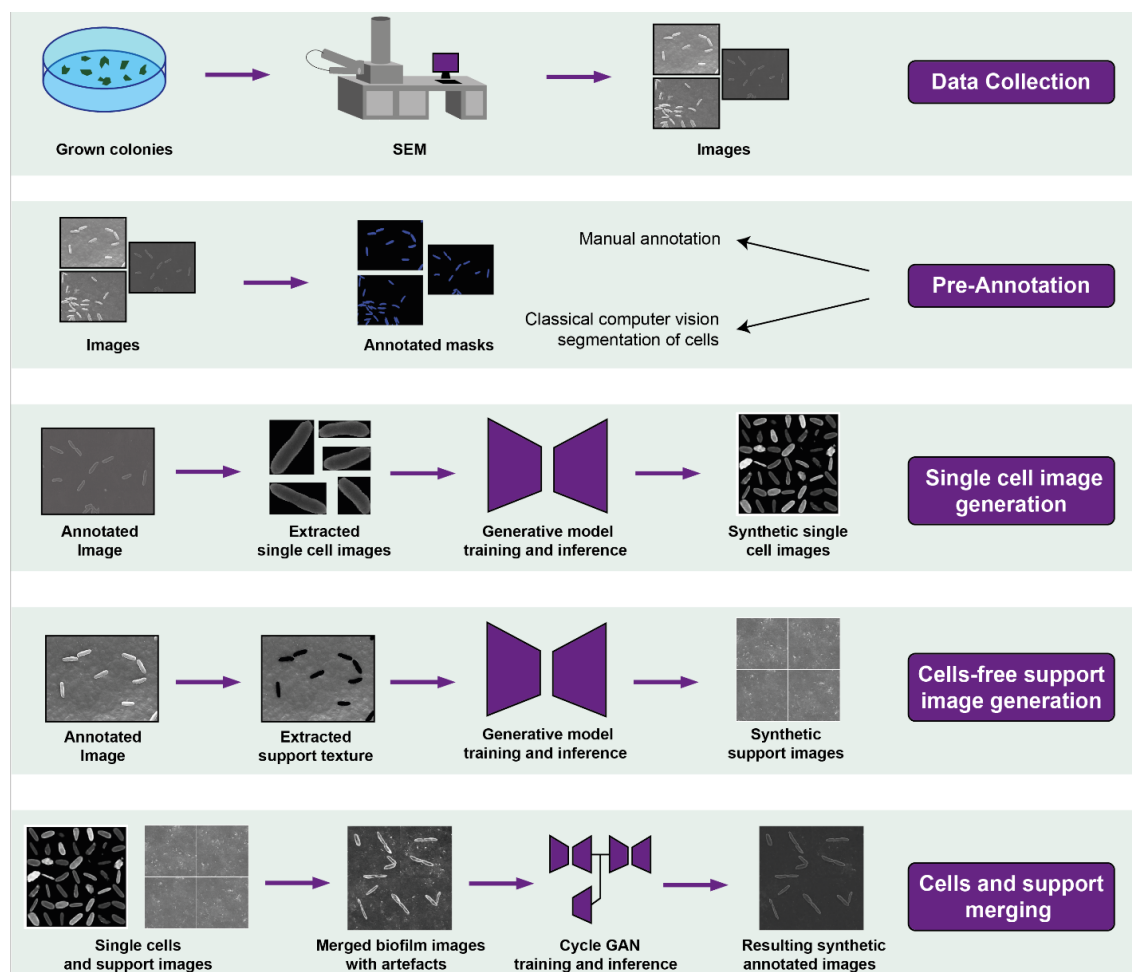 Grown colonies
SEM
Images
Data Collection
Manual annotation
Classical computer vision
segmentation of cells
Images
Annotated masks
Pre-Annotation
Annotated
Image
Extracted
single cell images
Generative model
training and inference
Synthetic single
cell images
Single cell image
generation
Annotated
Image
Extracted
support texture
Generative model
training and inference
Synthetic
support images
Cells-free support
image generation
Single cells
and support images
Merged biofilm images
with artefacts
Cycle GAN
training and inference
Resulting synthetic
annotated images
Cells and support
merging